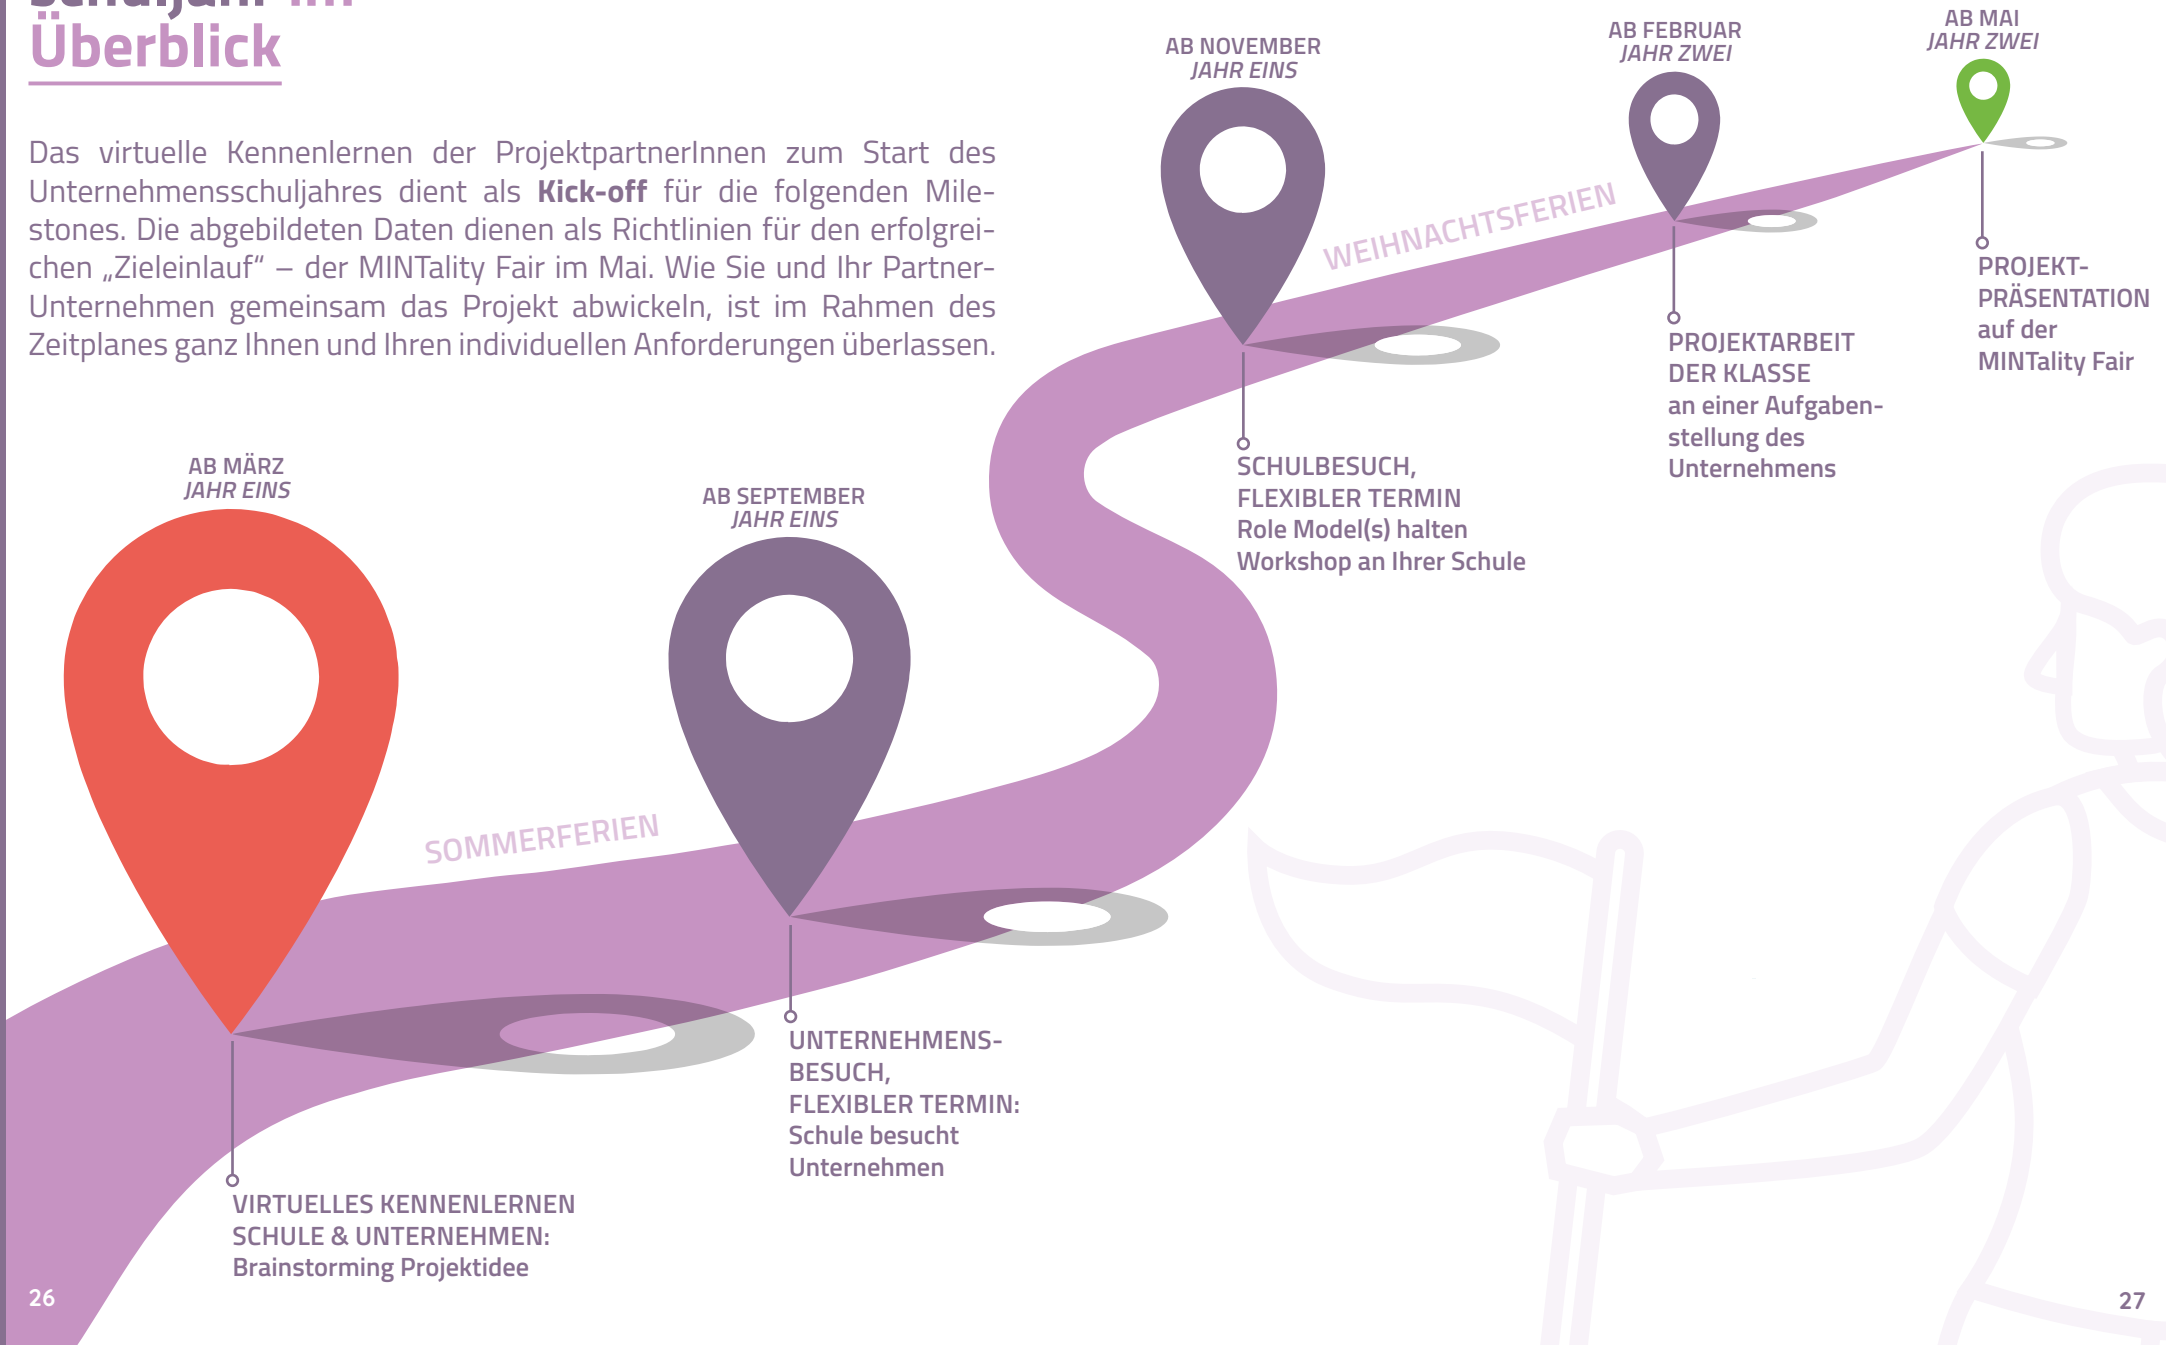 Überblick
Das virtuelle Kennenlernen der ProjektpartnerInnen zum Start des
Unternehmensschuljahres dient als Kick-off für die folgenden Mile-
stones. Die abgebildeten Daten dienen als Richtlinien für den erfolgrei-
chen „Zieleinlauf“ – der MINTality Fair im Mai. Wie Sie und Ihr Partner-
Unternehmen gemeinsam das Projekt abwickeln, ist im Rahmen des
Zeitplanes ganz Ihnen und Ihren individuellen Anforderungen überlassen.
AB MÄRZ
JAHR EINS
VIRTUELLES KENNENLERNEN
SCHULE & UNTERNEHMEN:
Brainstorming Projektidee
SOMMERFERIEN
AB SEPTEMBER
JAHR EINS
UNTERNEHMENS-
BESUCH,
FLEXIBLER TERMIN:
Schule besucht
Unternehmen
AB NOVEMBER
JAHR EINS
SCHULBESUCH,
FLEXIBLER TERMIN
Role Model(s) halten
Workshop an Ihrer Schule
WEIHNACHTSFERIEN
AB FEBRUAR
JAHR ZWEI
PROJEKTARBEIT
DER KLASSE
an einer Aufgaben-
stellung des
Unternehmens
AB MAI
JAHR ZWEI
PROJEKT-
PRÄSENTATION
auf der
MINTality Fair
26
27